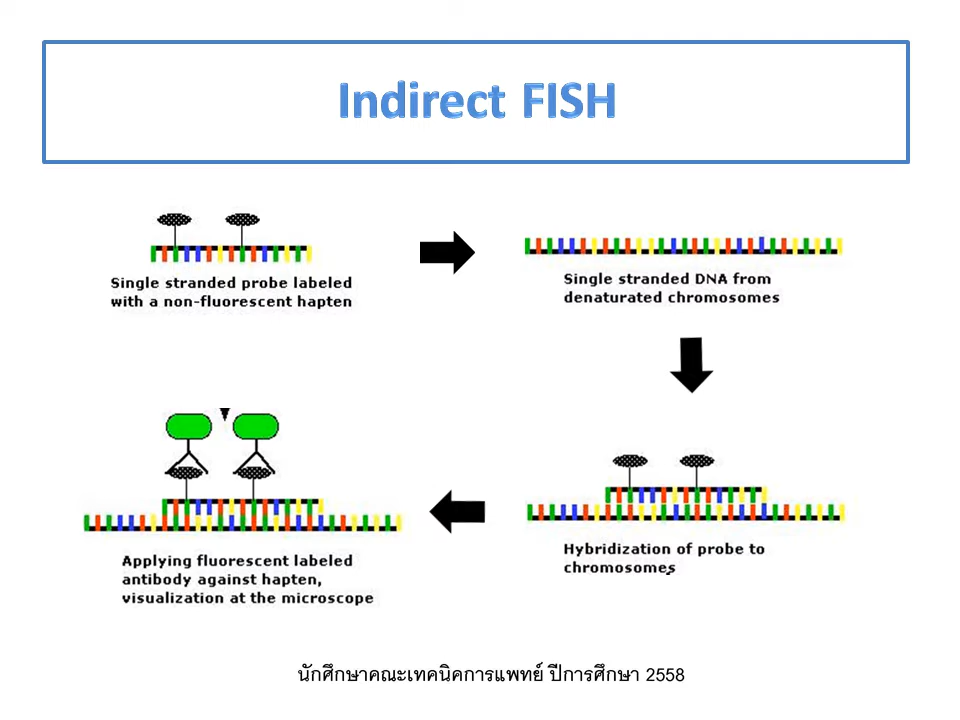 Indirect FISH
Single stranded probe labeled
with a non-fluorescent hapten
Single stranded DNA from
denaturated chromosomes
Hybridization of probe to
chromosomes
Applying fluorescent labeled
antibody against hapten,
visualization at the microscope
นักศึกษาคณะเทคนิคการแพทย์ ปีการศึกษา 2558